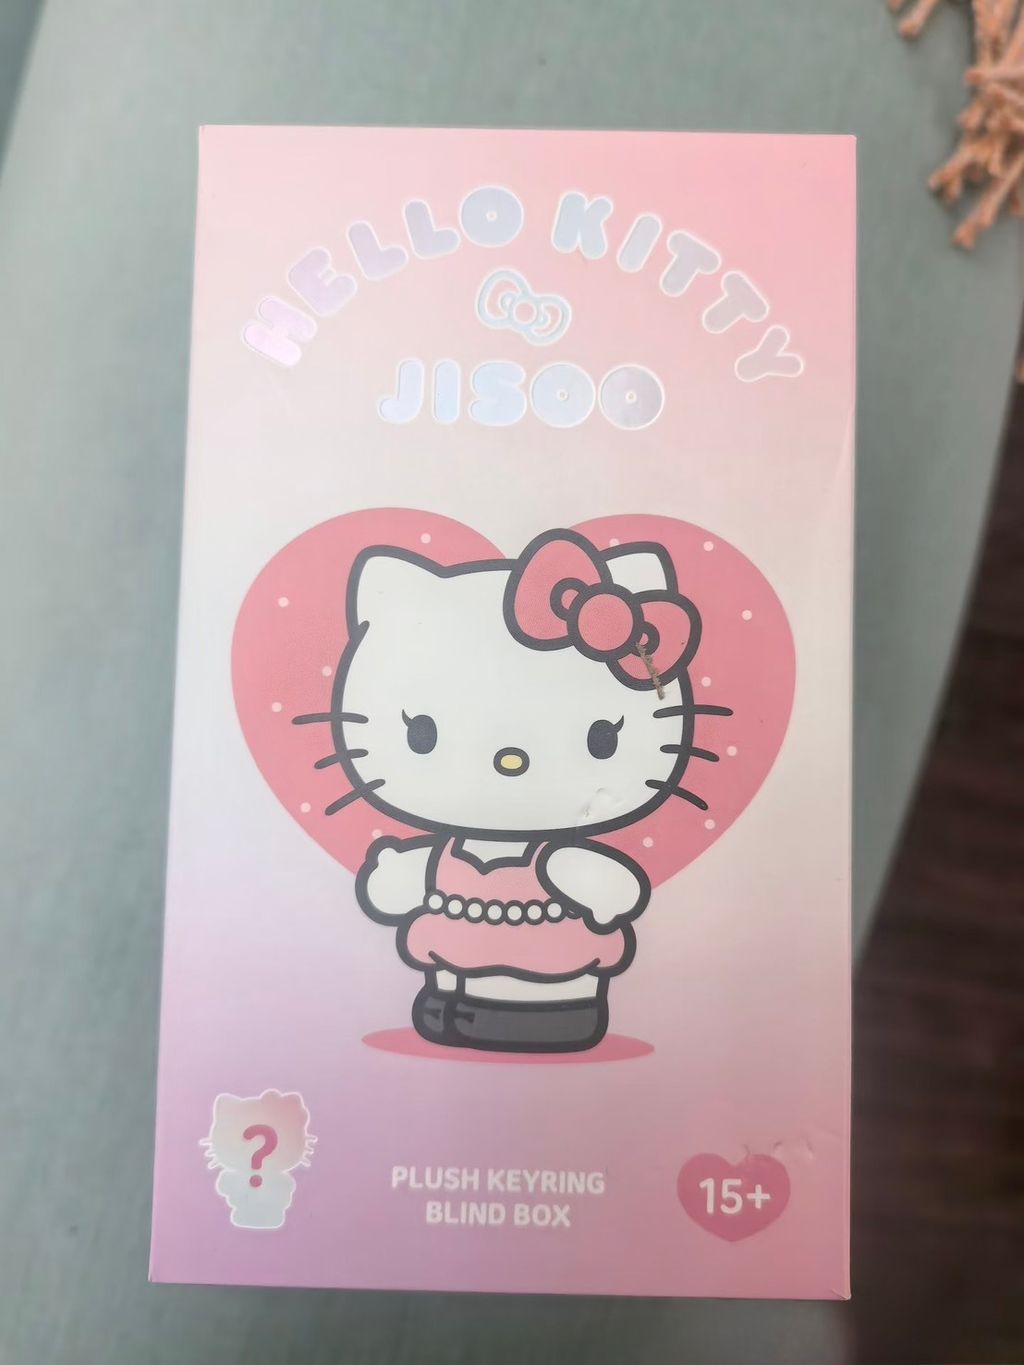 HELLO KITTY
JISOO
?
PLUSH KEYRING
BLIND BOX
15+